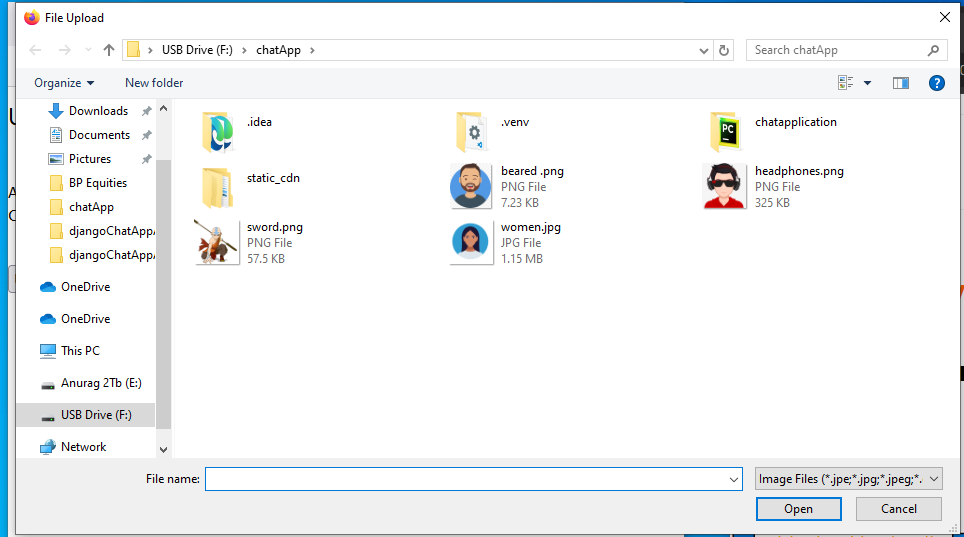 File Upload
USB Drive (F:)
chatApp
Search chatApp
Organize
New folder
?
Downloads
Documents
Pictures
BP Equities
chatApp
djangoChatAppA
djangoChatAppA
OneDrive
OneDrive
This PC
Anurag 2Tb (E:)
USB Drive (F:)
Network
.idea
.venv
PC
chatapplication
static_cdn
beared .png
PNG File
7.23 KB
headphones.png
PNG File
325 KB
sword.png
PNG File
57.5 KB
women.jpg
JPG File
1.15 MB
File name:
Image Files (*.jpe;*.jpg;*.jpeg;*.
Open
Cancel